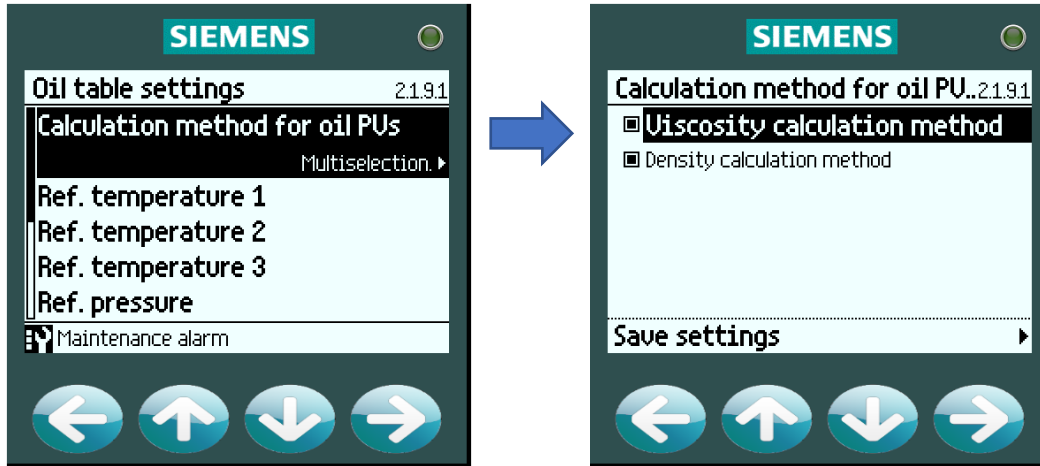 SIEMENS
Oil table settings 2.1.9.1
Calculation method for oil PVs
Multiselection.
Ref. temperature 1
Ref. temperature 2
Ref. temperature 3
Ref. pressure
Maintenance alarm
SIEMENS
Calculation method for oil PV..2.1.9.1
Viscosity calculation method
Density calculation method
Save settings